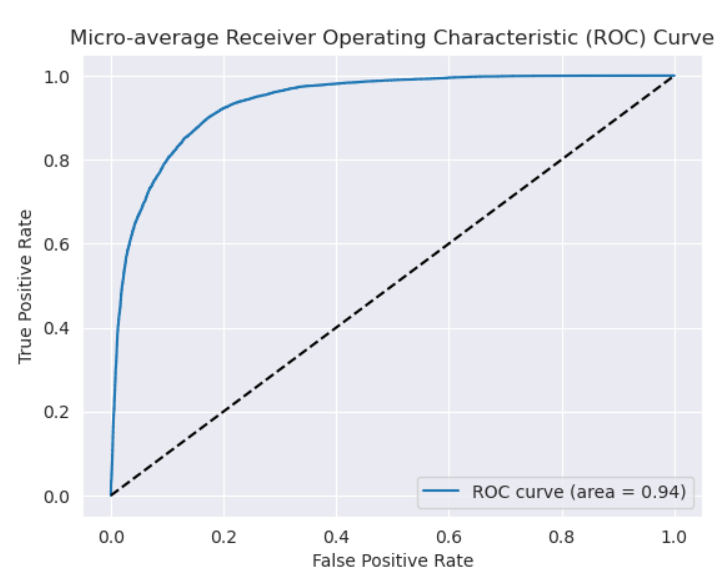 Micro-average Receiver Operating Characteristic (ROC) Curve
1.0
0.8
0.6
0.4
0.2
0.0
True Positive Rate
ROC curve (area = 0.94)
0.0 0.2 0.4 0.6 0.8 1.0
False Positive Rate